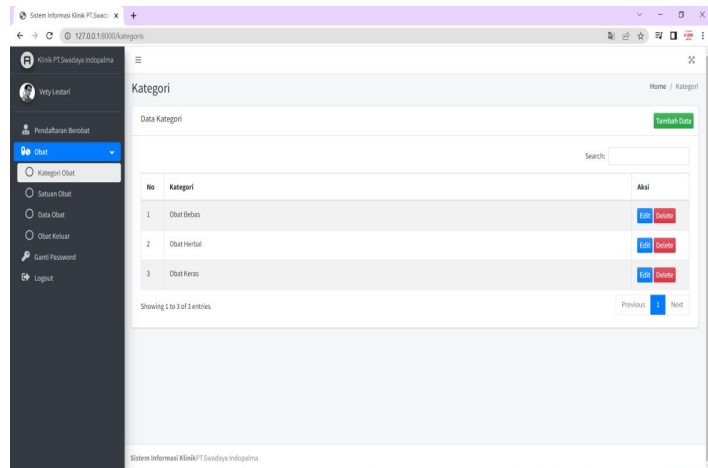 Sistem Informasi Klinik PT.Swada
127.0.0.1:8000/kategoris
Klinik PT.Swadaya Indopalma
Vety Lestari
Pendaftaran Berobat
Obat
Kategori Obat
Satuan Obat
Data Obat
Obat Keluar
Ganti Password
Logout
Kategori
Home / Kategori
Data Kategori
Tambah Data
Search:
No Kategori Aksi
1 Obat Bebas Edit Delete
2 Obat Herbal Edit Delete
3 Obat Keras Edit Delete
Showing 1 to 3 of 3 entries
Previous 1 Next
Sistem Informasi KlinikPT.Swadaya Indopalma